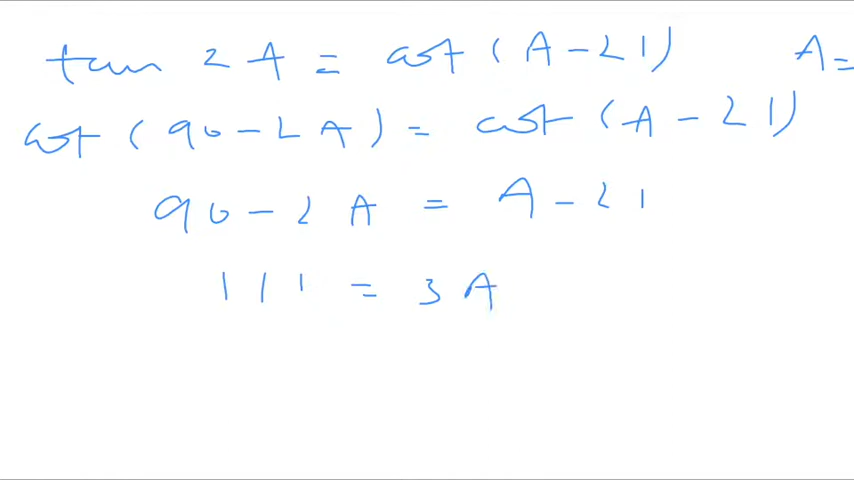 tan 2A = cot (A-21) A=
cot (90-2A) = cot (A-21)
90-2A = A-21
111 = 3A